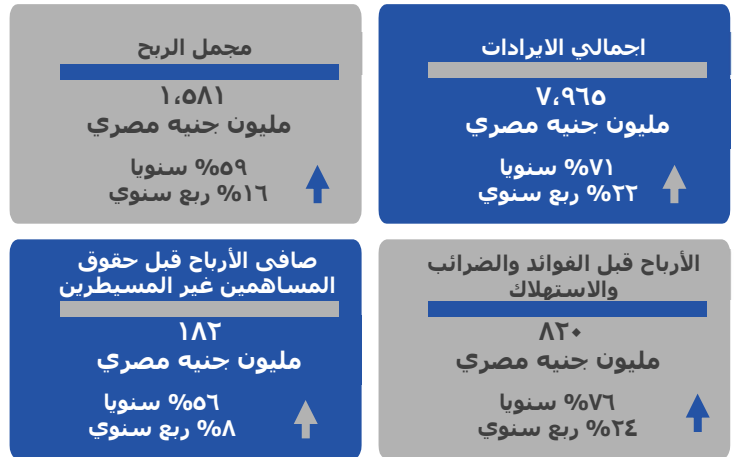 اجمالي الايرادات
٧،٩٦٥
مليون جنيه مصري
٧١% سنويا
٢٢% ربع سنوي
مجمل الربح
١،٥٨١
مليون جنيه مصري
٥٩% سنويا
١٦% ربع سنوي
الأرباح قبل الفوائد والضرائب
والاستهلاك
٨٢٠
مليون جنيه مصري
٧٦% سنويا
٢٤% ربع سنوي
صافى الأرباح قبل حقوق
المساهمين غير المسيطرين
١٨٢
مليون جنيه مصري
٥٦% سنويا
٨% ربع سنوي